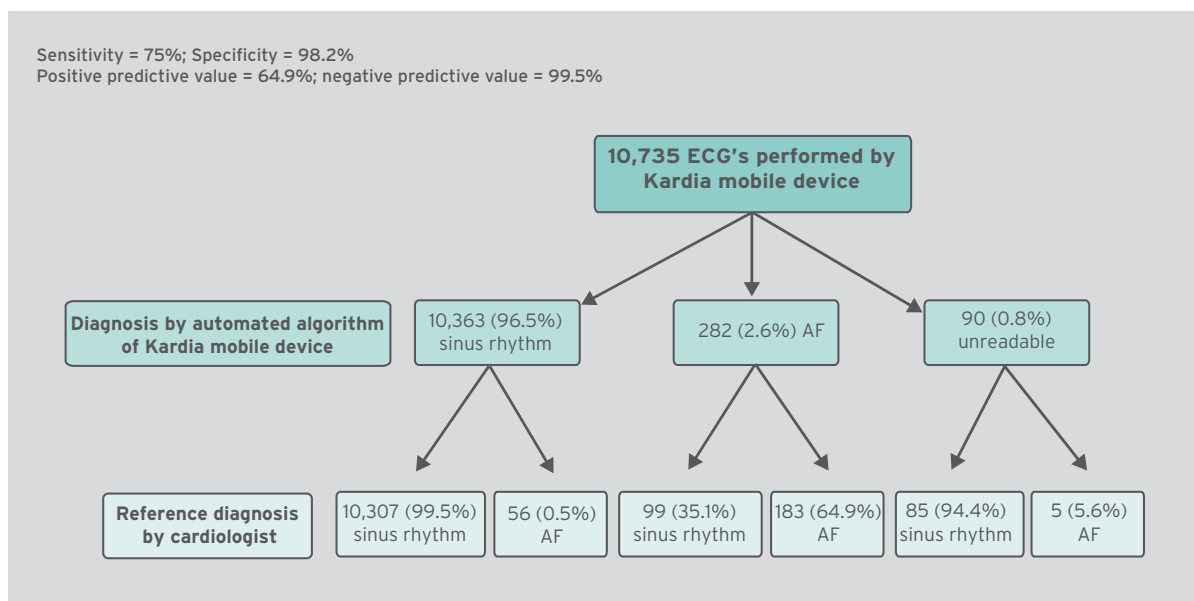 Sensitivity = 75%; Specificity = 98.2%
Positive predictive value = 64.9%; negative predictive value = 99.5%
10,735 ECG's performed by
Kardia mobile device
Diagnosis by automated algorithm
of Kardia mobile device
10,363 (96.5%)
sinus rhythm
282 (2.6%) AF
90 (0.8%)
unreadable
Reference diagnosis
by cardiologist
10,307 (99.5%)
sinus rhythm
56 (0.5%)
AF
99 (35.1%)
sinus rhythm
183 (64.9%)
AF
85 (94.4%)
sinus rhythm
5 (5.6%)
AF